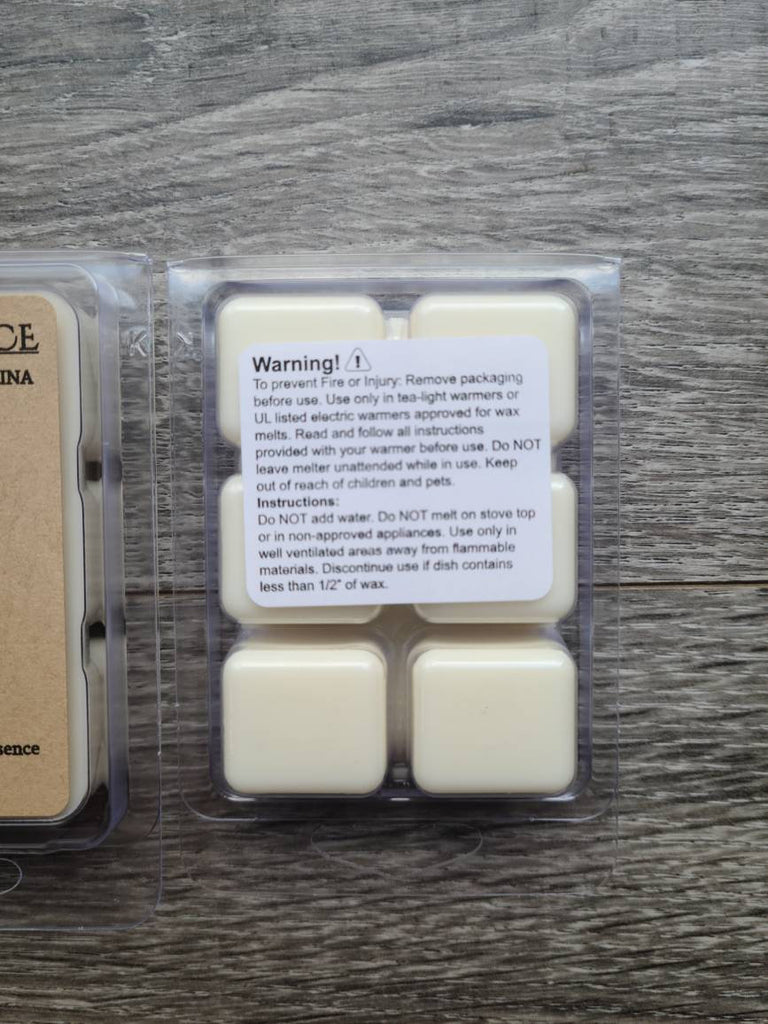 CE
INA
sence
Warning!
To prevent Fire or Injury: Remove packaging
before use. Use only in tea-light warmers or
UL listed electric warmers approved for wax
melts. Read and follow all instructions
provided with your warmer before use. Do NOT
leave melter unattended while in use. Keep
out of reach of children and pets.
Instructions:
Do NOT add water. Do NOT melt on stove top
or in non-approved appliances. Use only in
well ventilated areas away from flammable
materials. Discontinue use if dish contains
less than 1/2" of wax.